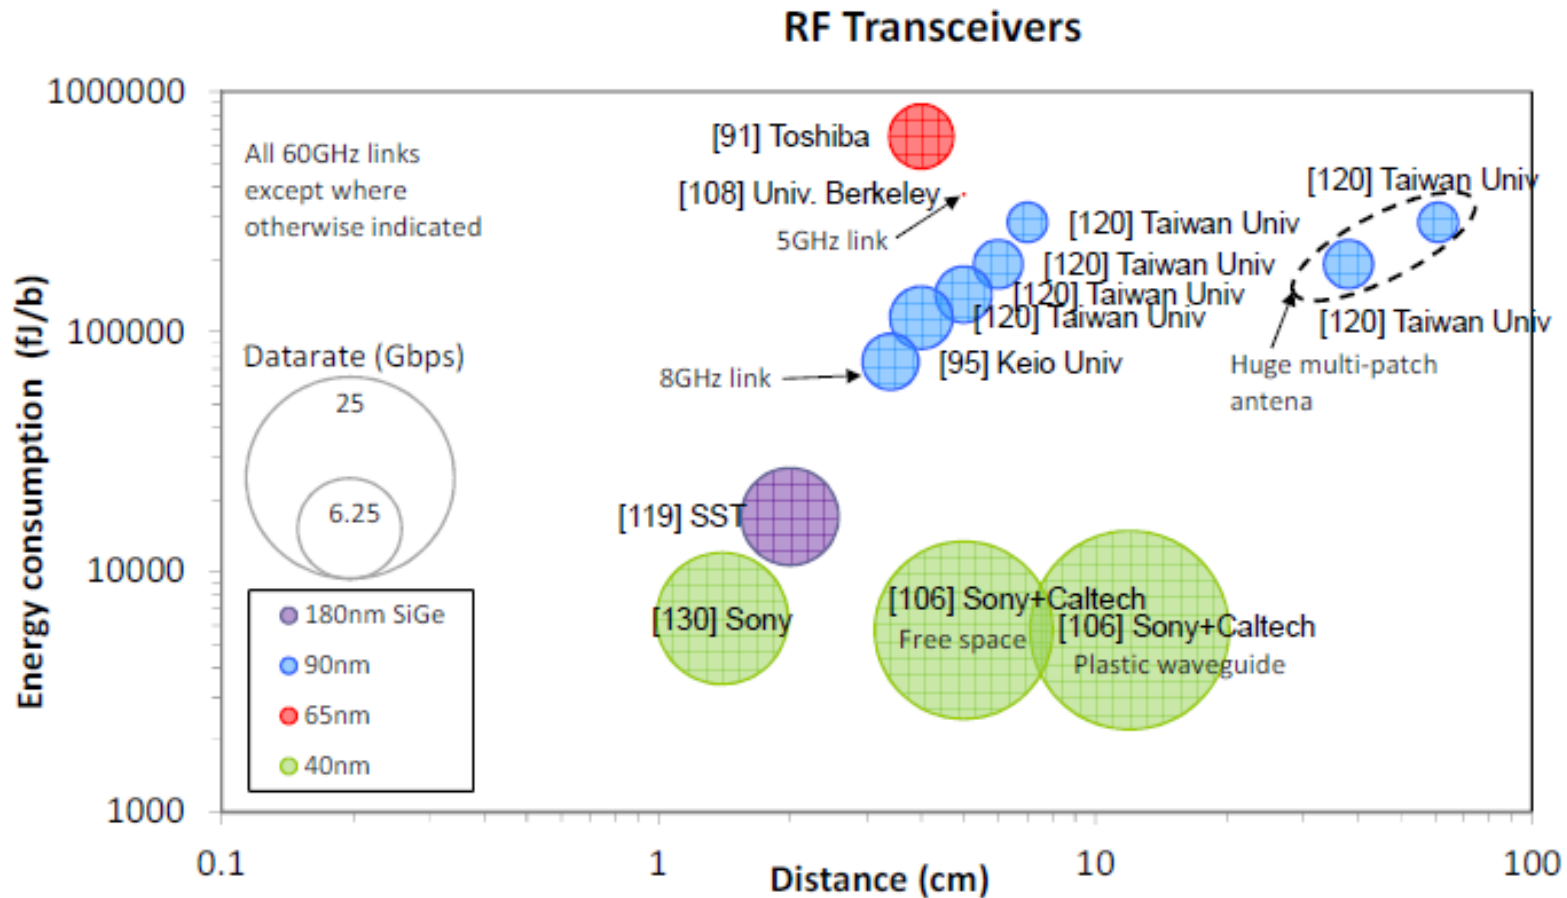 RF Transceivers
Energy consumption (fJ/b)
1000000
100000
10000
1000
All 60GHz links
except where
otherwise indicated
[91] Toshiba
[108] Univ. Berkeley
5GHz link
[120] Taiwan Univ
[120] Taiwan Univ
[120] Taiwan Univ
[120] Taiwan Univ
[120] Taiwan Univ
[120] Taiwan Univ
[95] Keio Univ
8GHz link
Huge multi-patch
antena
Datarate (Gbps)
25
6.25
[119] SST
[130] Sony
[106] Sony+Caltech
Free space
[106] Sony+Caltech
Plastic waveguide
180nm SiGe
90nm
65nm
40nm
0.1
1
10
100
Distance (cm)